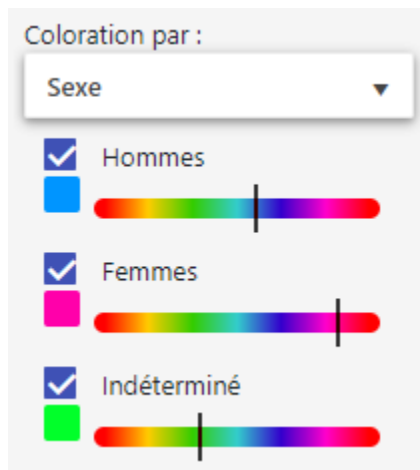 Coloration par :
Sexe
Hommes
Femmes
Indéterminé